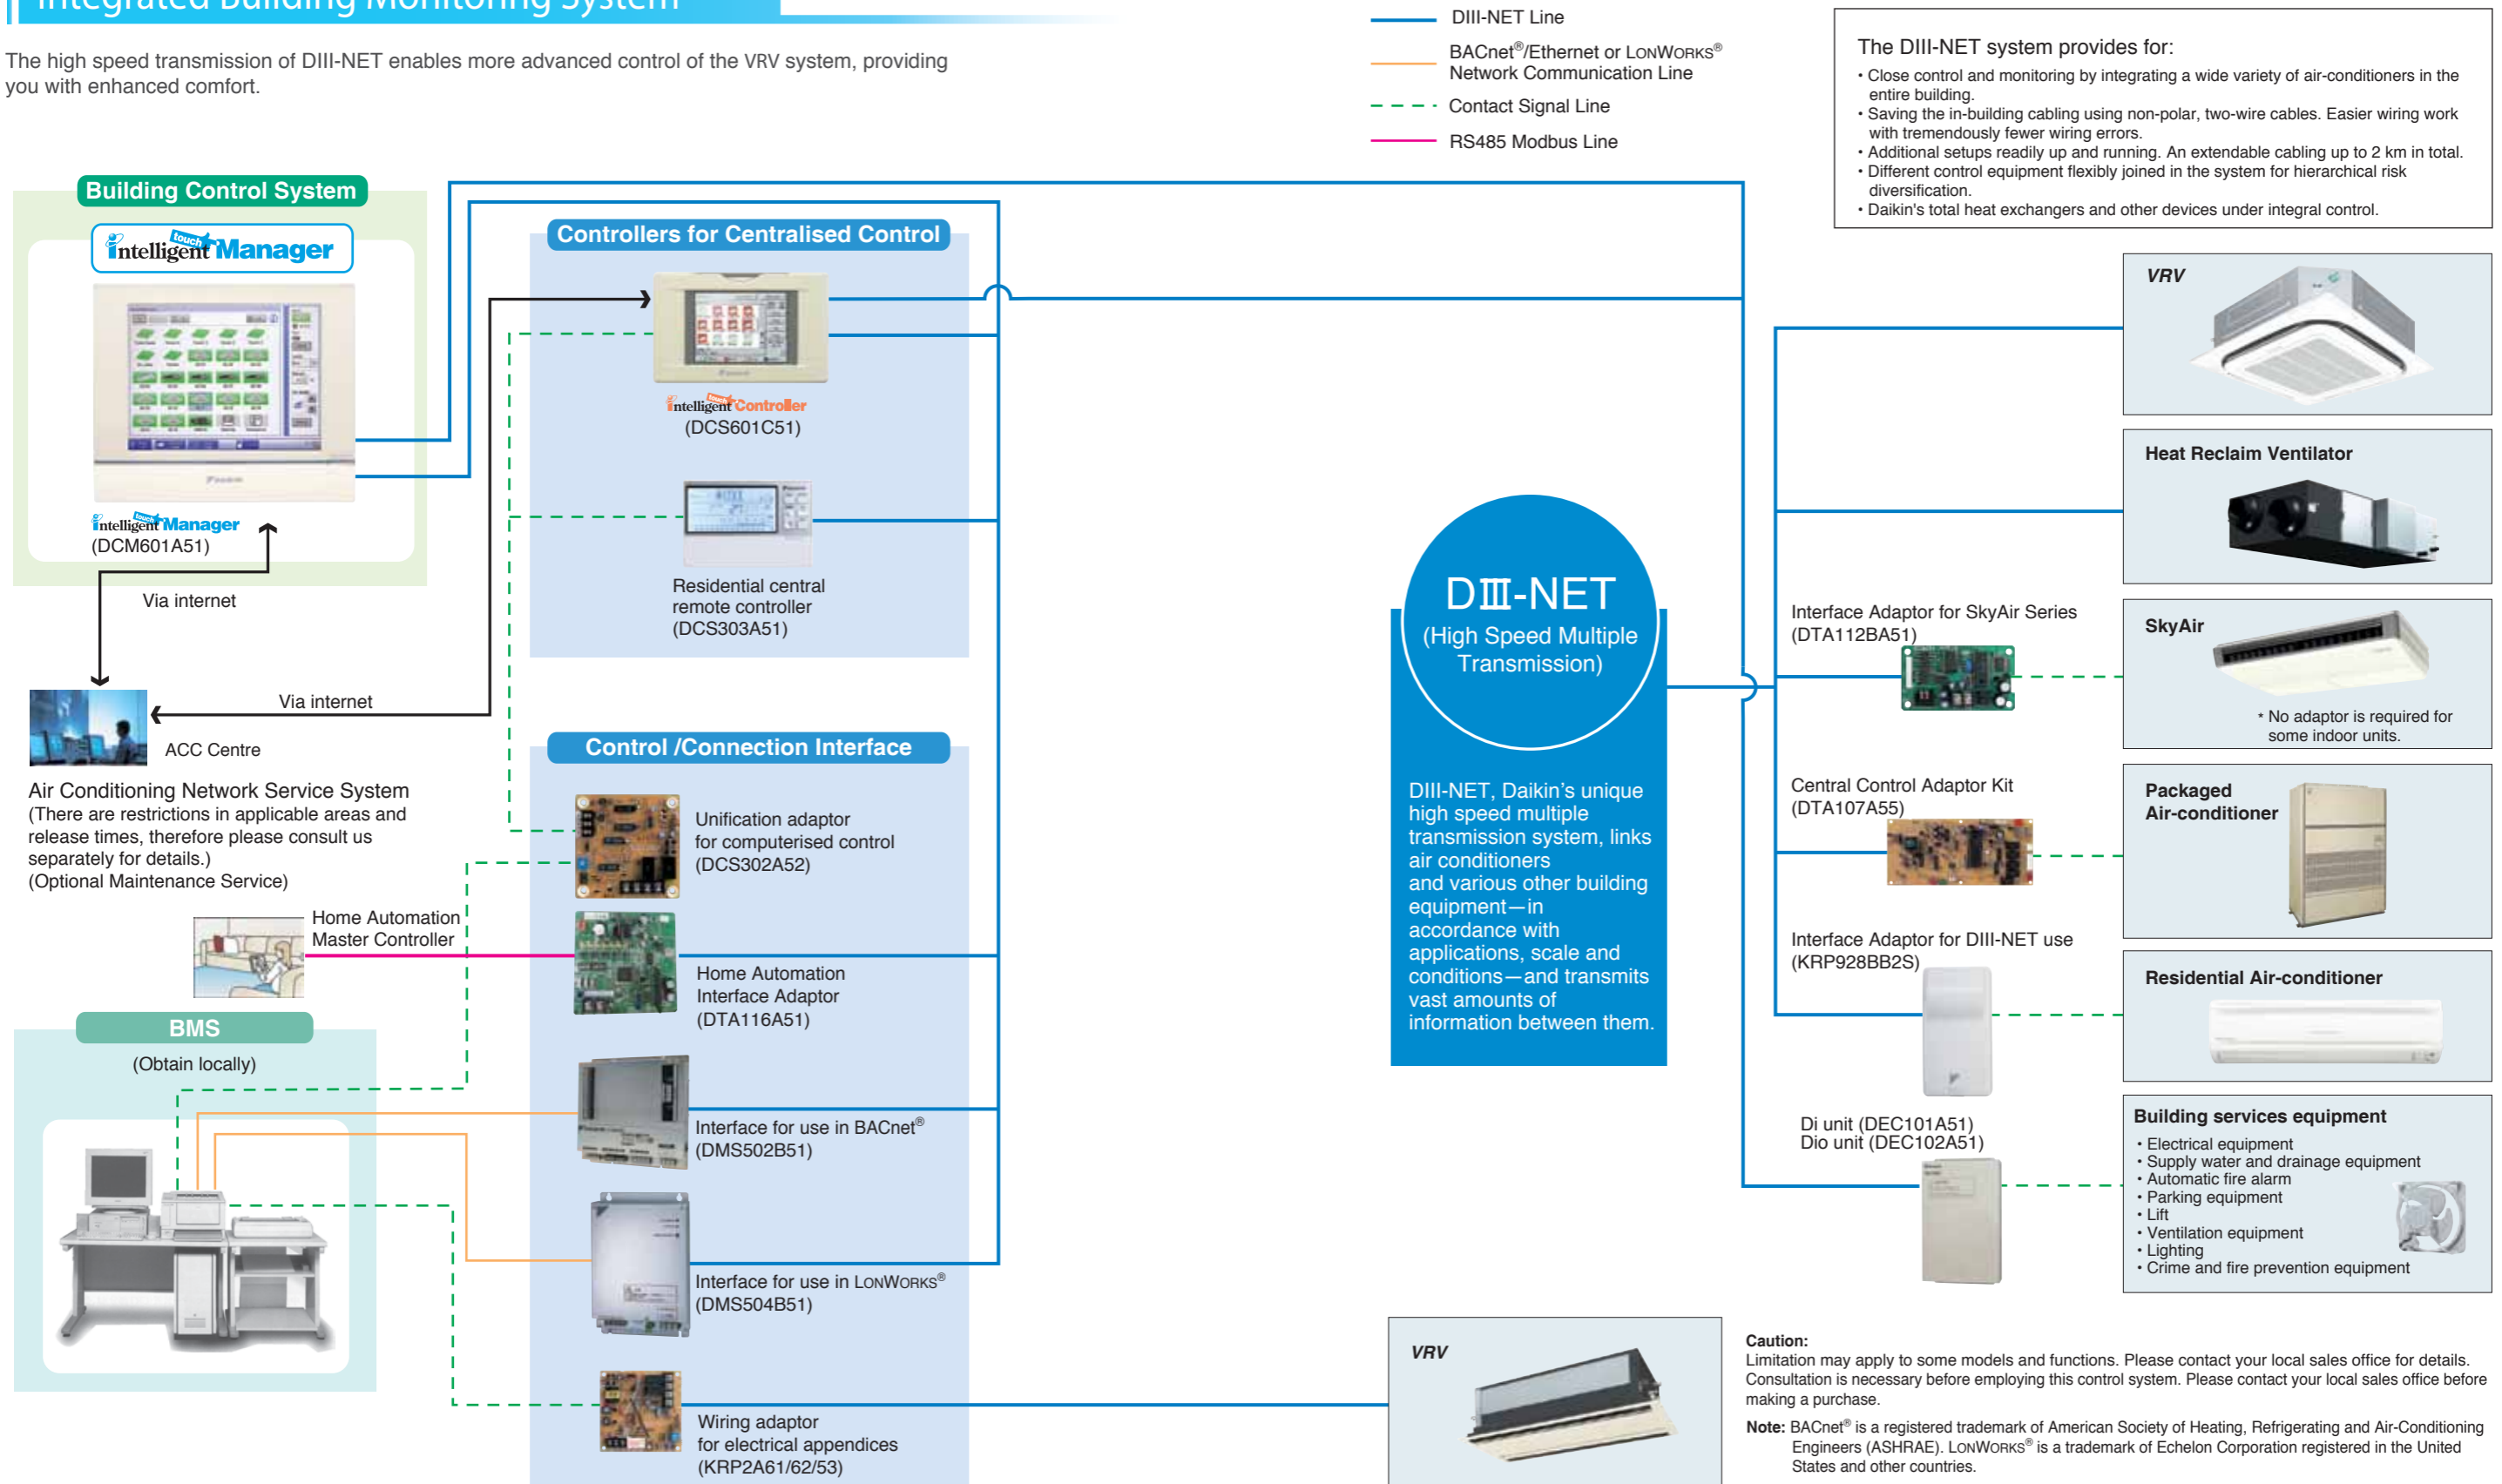 Integrated Building Monitoring System
The high speed transmission of DIII-NET enables more advanced control of the VRV system, providing
you with enhanced comfort.
DIII-NET Line
BACnet®/Ethernet or LONWORKS®
Network Communication Line
Contact Signal Line
RS485 Modbus Line
The DIII-NET system provides for:
• Close control and monitoring by integrating a wide variety of air-conditioners in the
entire building.
• Saving the in-building cabling using non-polar, two-wire cables. Easier wiring work
with tremendously fewer wiring errors.
• Additional setups readily up and running. An extendable cabling up to 2 km in total.
• Different control equipment flexibly joined in the system for hierarchical risk
diversification.
• Daikin's total heat exchangers and other devices under integral control.
Building Control System
intelligent touch Manager
intelligent touch Manager
(DCM601A51)
Via internet
Via internet
ACC Centre
Air Conditioning Network Service System
(There are restrictions in applicable areas and
release times, therefore please consult us
separately for details.)
(Optional Maintenance Service)
Home Automation
Master Controller
BMS
(Obtain locally)
Controllers for Centralised Control
intelligent touch Controller
(DCS601C51)
Residential central
remote controller
(DCS303A51)
Control /Connection Interface
Unification adaptor
for computerised control
(DCS302A52)
Home Automation
Interface Adaptor
(DTA116A51)
Interface for use in BACnet®
(DMS502B51)
Interface for use in LONWORKS®
(DMS504B51)
Wiring adaptor
for electrical appendices
(KRP2A61/62/53)
DⅢ-NET
(High Speed Multiple
Transmission)
DIII-NET, Daikin’s unique
high speed multiple
transmission system, links
air conditioners
and various other building
equipment—in
accordance with
applications, scale and
conditions—and transmits
vast amounts of
information between them.
VRV
Heat Reclaim Ventilator
Interface Adaptor for SkyAir Series
(DTA112BA51)
SkyAir
* No adaptor is required for
some indoor units.
Central Control Adaptor Kit
(DTA107A55)
Packaged
Air-conditioner
Interface Adaptor for DIII-NET use
(KRP928BB2S)
Residential Air-conditioner
Di unit (DEC101A51)
Dio unit (DEC102A51)
Building services equipment
• Electrical equipment
• Supply water and drainage equipment
• Automatic fire alarm
• Parking equipment
• Lift
• Ventilation equipment
• Lighting
• Crime and fire prevention equipment
VRV
Caution:
Limitation may apply to some models and functions. Please contact your local sales office for details.
Consultation is necessary before employing this control system. Please contact your local sales office before
making a purchase.
Note: BACnet® is a registered trademark of American Society of Heating, Refrigerating and Air-Conditioning
Engineers (ASHRAE). LONWORKS® is a trademark of Echelon Corporation registered in the United
States and other countries.